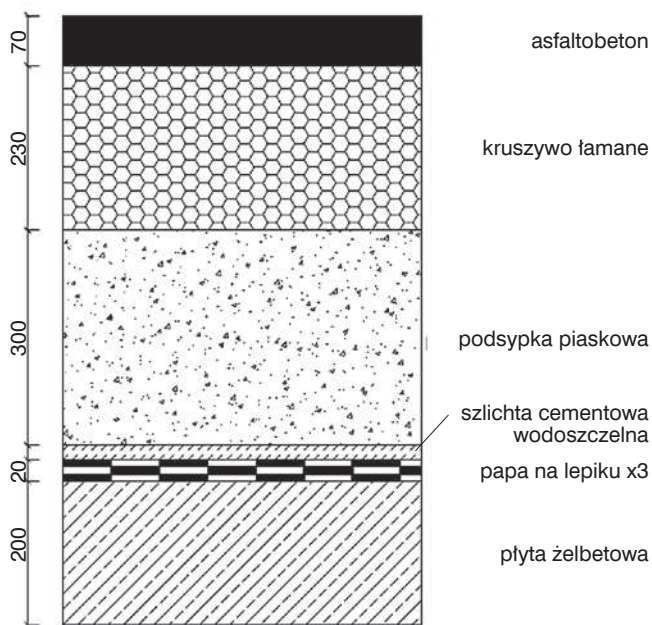 70
asfaltobeton
230
kruszywo łamane
300
podsypka piaskowa
szlichta cementowa
wodoszczelna
20
papa na lepiku x3
200
płyta żelbetowa